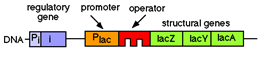 regulatory
gene
promoter
operator
structural genes
DNA
Pi
i
Plac
lacZ
lacY
lacA